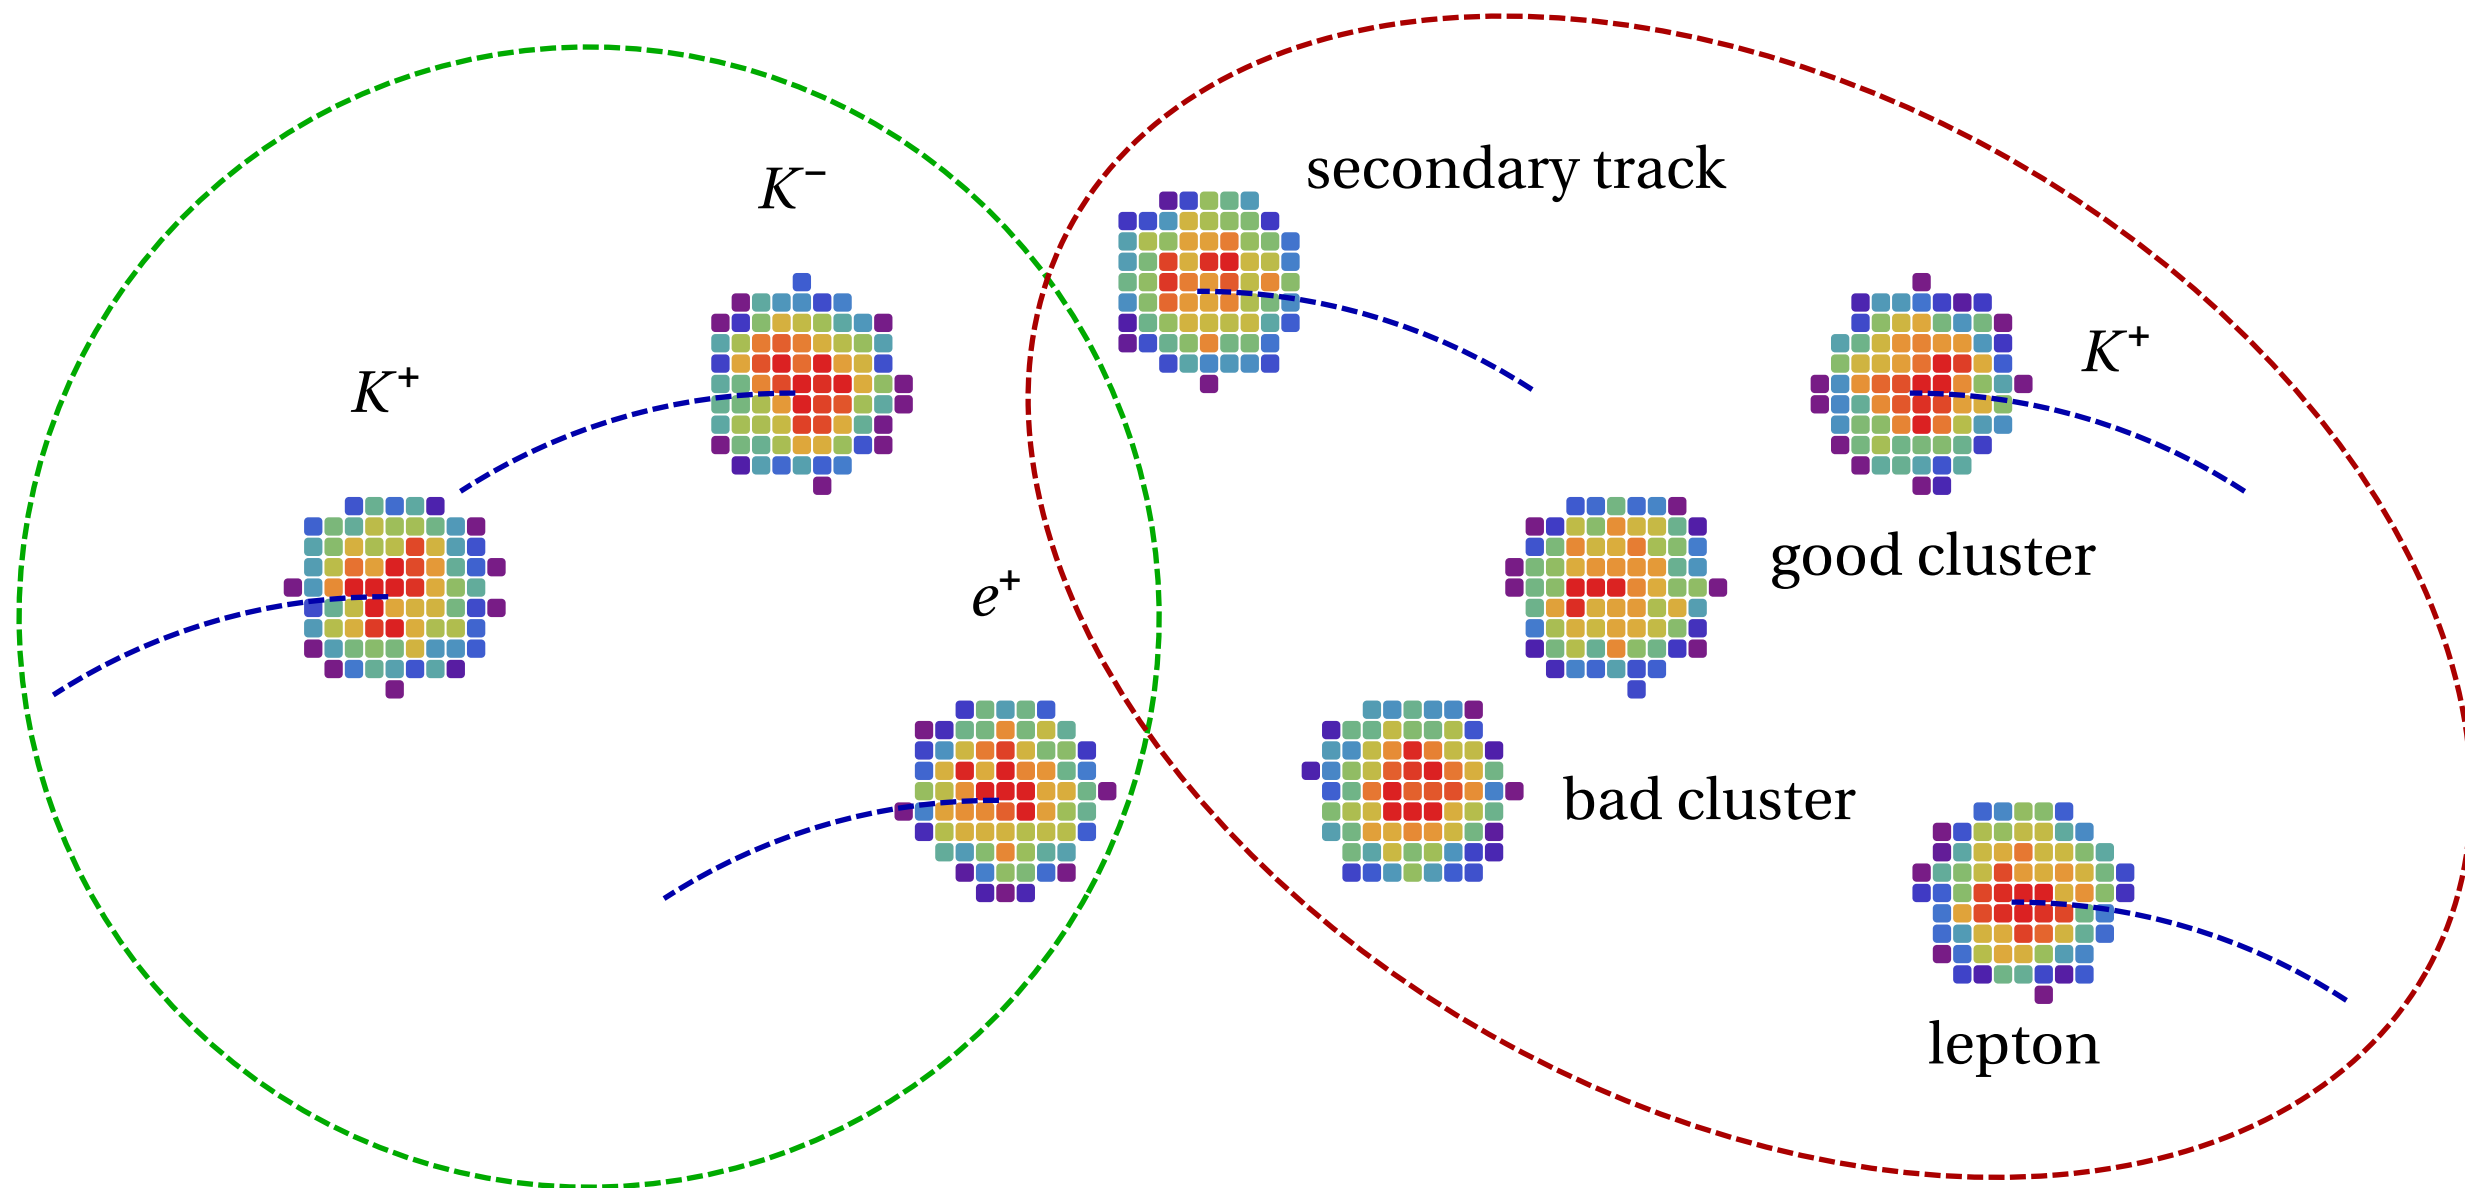 K⁺
K⁻
e⁺
secondary track
K⁺
good cluster
bad cluster
lepton